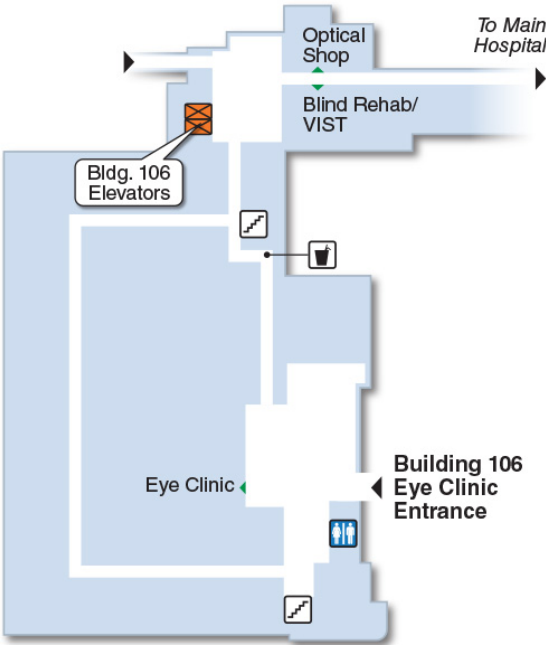 To Main
Hospital
Optical
Shop
Blind Rehab/
VIST
Bldg. 106
Elevators
Eye Clinic
Building 106
Eye Clinic
Entrance